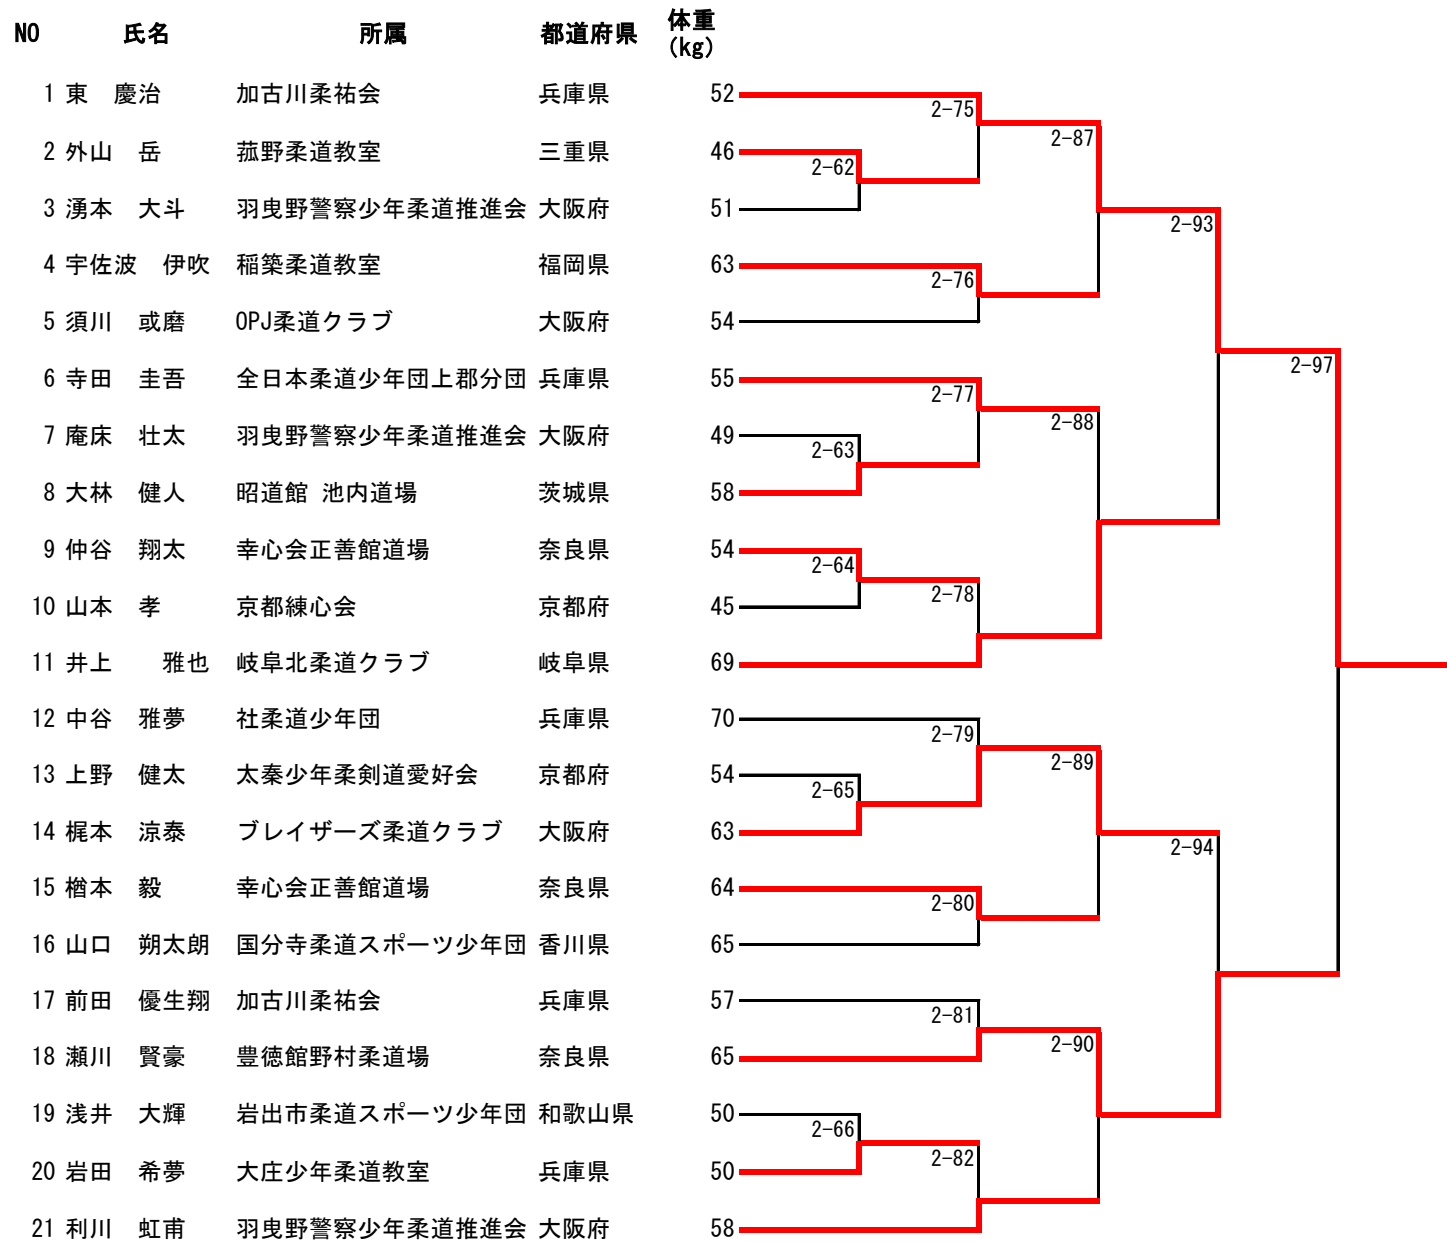 NO 氏名 所属 都道府県 体重(kg)
1 東 慶治 加古川柔祐会 兵庫県 52
2-75
2-87
2 外山 岳 菰野柔道教室 三重県 46
2-62
3 湧本 大斗 羽曳野警察少年柔道推進会 大阪府 51
2-93
4 宇佐波 伊吹 稲築柔道教室 福岡県 63
2-76
5 須川 或磨 OPJ柔道クラブ 大阪府 54
2-97
6 寺田 圭吾 全日本柔道少年団上郡分団 兵庫県 55
2-77
2-88
7 庵床 壮太 羽曳野警察少年柔道推進会 大阪府 49
2-63
8 大林 健人 昭道館 池内道場 茨城県 58
9 仲谷 翔太 幸心会正善館道場 奈良県 54
2-64
2-78
10 山本 孝 京都練心会 京都府 45
11 井上 雅也 岐阜北柔道クラブ 岐阜県 69
12 中谷 雅夢 社柔道少年団 兵庫県 70
2-79
2-89
13 上野 健太 太秦少年柔剣道愛好会 京都府 54
2-65
14 梶本 涼泰 ブレイザーズ柔道クラブ 大阪府 63
2-94
15 楢本 毅 幸心会正善館道場 奈良県 64
2-80
16 山口 朔太朗 国分寺柔道スポーツ少年団 香川県 65
17 前田 優生翔 加古川柔祐会 兵庫県 57
2-81
2-90
18 瀬川 賢豪 豊徳館野村柔道場 奈良県 65
19 浅井 大輝 岩出市柔道スポーツ少年団 和歌山県 50
2-66
2-82
20 岩田 希夢 大庄少年柔道教室 兵庫県 50
21 利川 虹甫 羽曳野警察少年柔道推進会 大阪府 58